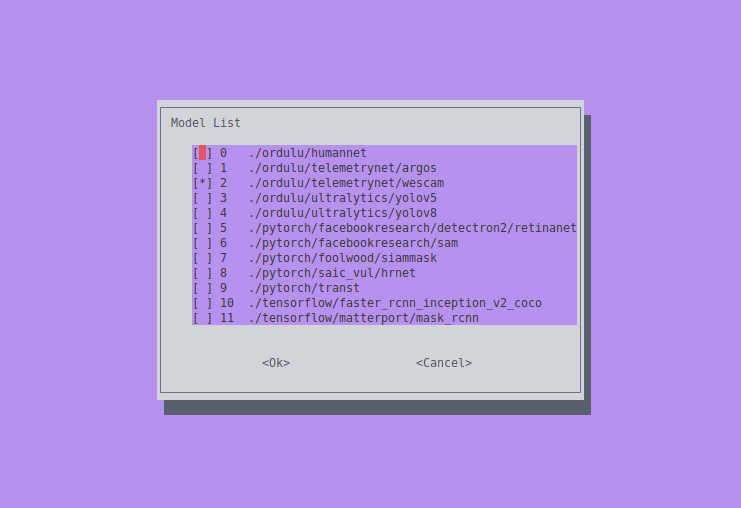 Model List
[ ] 0 ./ordulu/humannet
[ ] 1 ./ordulu/telemetrynet/argos
[*] 2 ./ordulu/telemetrynet/wescam
[ ] 3 ./ordulu/ultralytics/yolov5
[ ] 4 ./ordulu/ultralytics/yolov8
[ ] 5 ./pytorch/facebookresearch/detectron2/retinanet
[ ] 6 ./pytorch/facebookresearch/sam
[ ] 7 ./pytorch/foolwood/siammask
[ ] 8 ./pytorch/saic_vul/hrnet
[ ] 9 ./pytorch/transt
[ ] 10 ./tensorflow/faster_rcnn_inception_v2_coco
[ ] 11 ./tensorflow/matterport/mask_rcnn
<Ok> <Cancel>